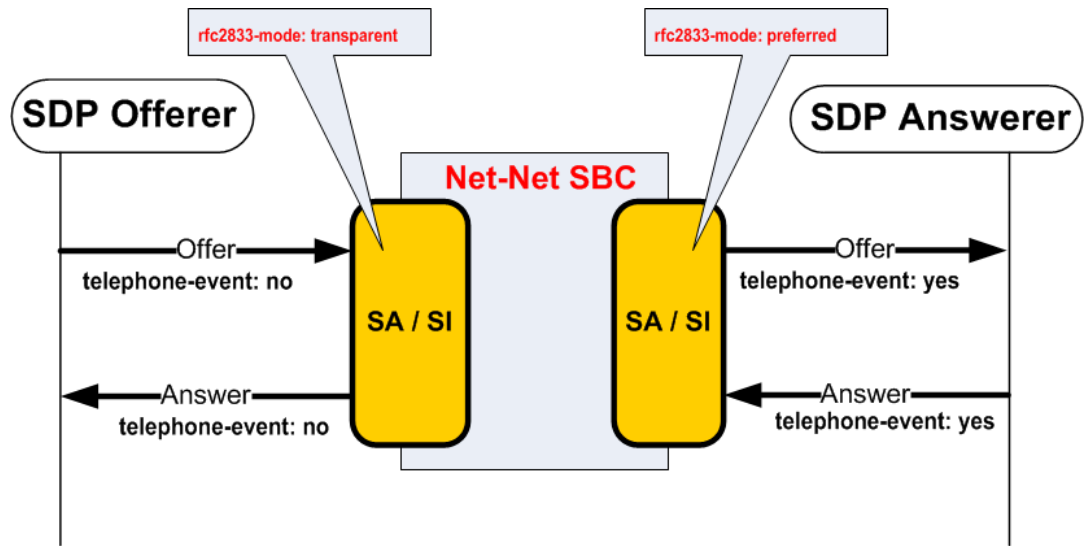 rfc2833-mode: transparent
rfc2833-mode: preferred
SDP Offerer
SDP Answerer
Net-Net SBC
Offer
telephone-event: no
Offer
telephone-event: yes
SA / SI
SA / SI
Answer
telephone-event: no
Answer
telephone-event: yes